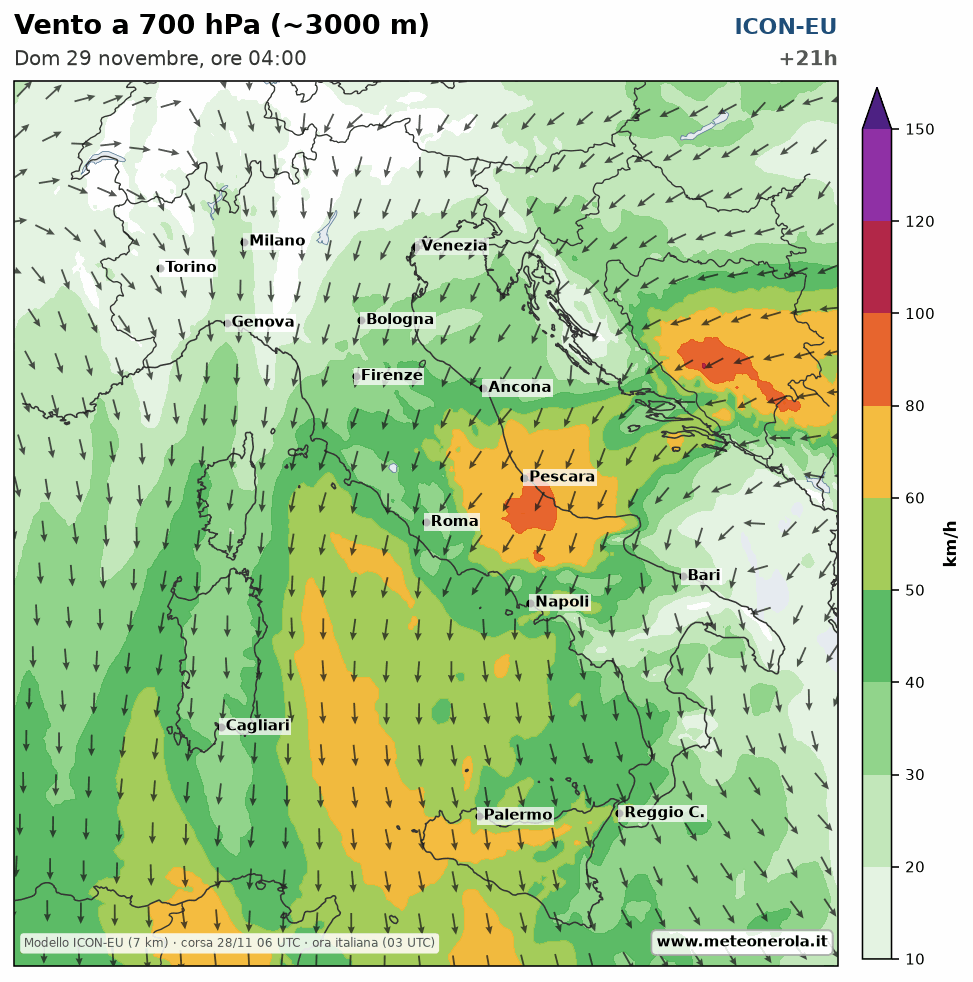 Vento a 700 hPa (~3000 m)
ICON-EU
Dom 29 novembre, ore 04:00
+21h
Milano
Venezia
Torino
Genova
Bologna
Firenze
Ancona
Pescara
Roma
Bari
Napoli
Cagliari
Palermo
Reggio C.
150
120
100
80
60
50
40
30
20
10
km/h
Modello ICON-EU (7 km) · corsa 28/11 06 UTC · ora italiana (03 UTC)
www.meteonerola.it